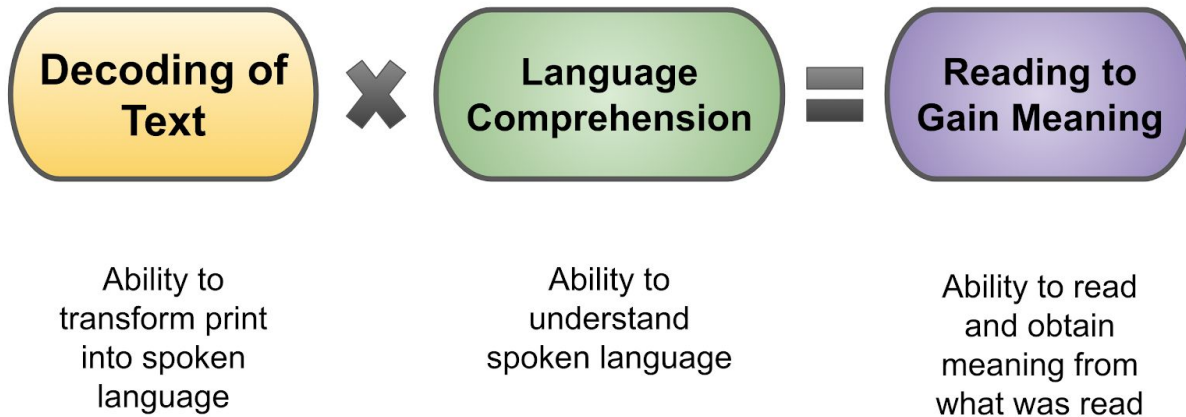 Decoding of
Text
Language
Comprehension
Reading to
Gain Meaning
Ability to
transform print
into spoken
language
Ability to
understand
spoken language
Ability to read
and obtain
meaning from
what was read